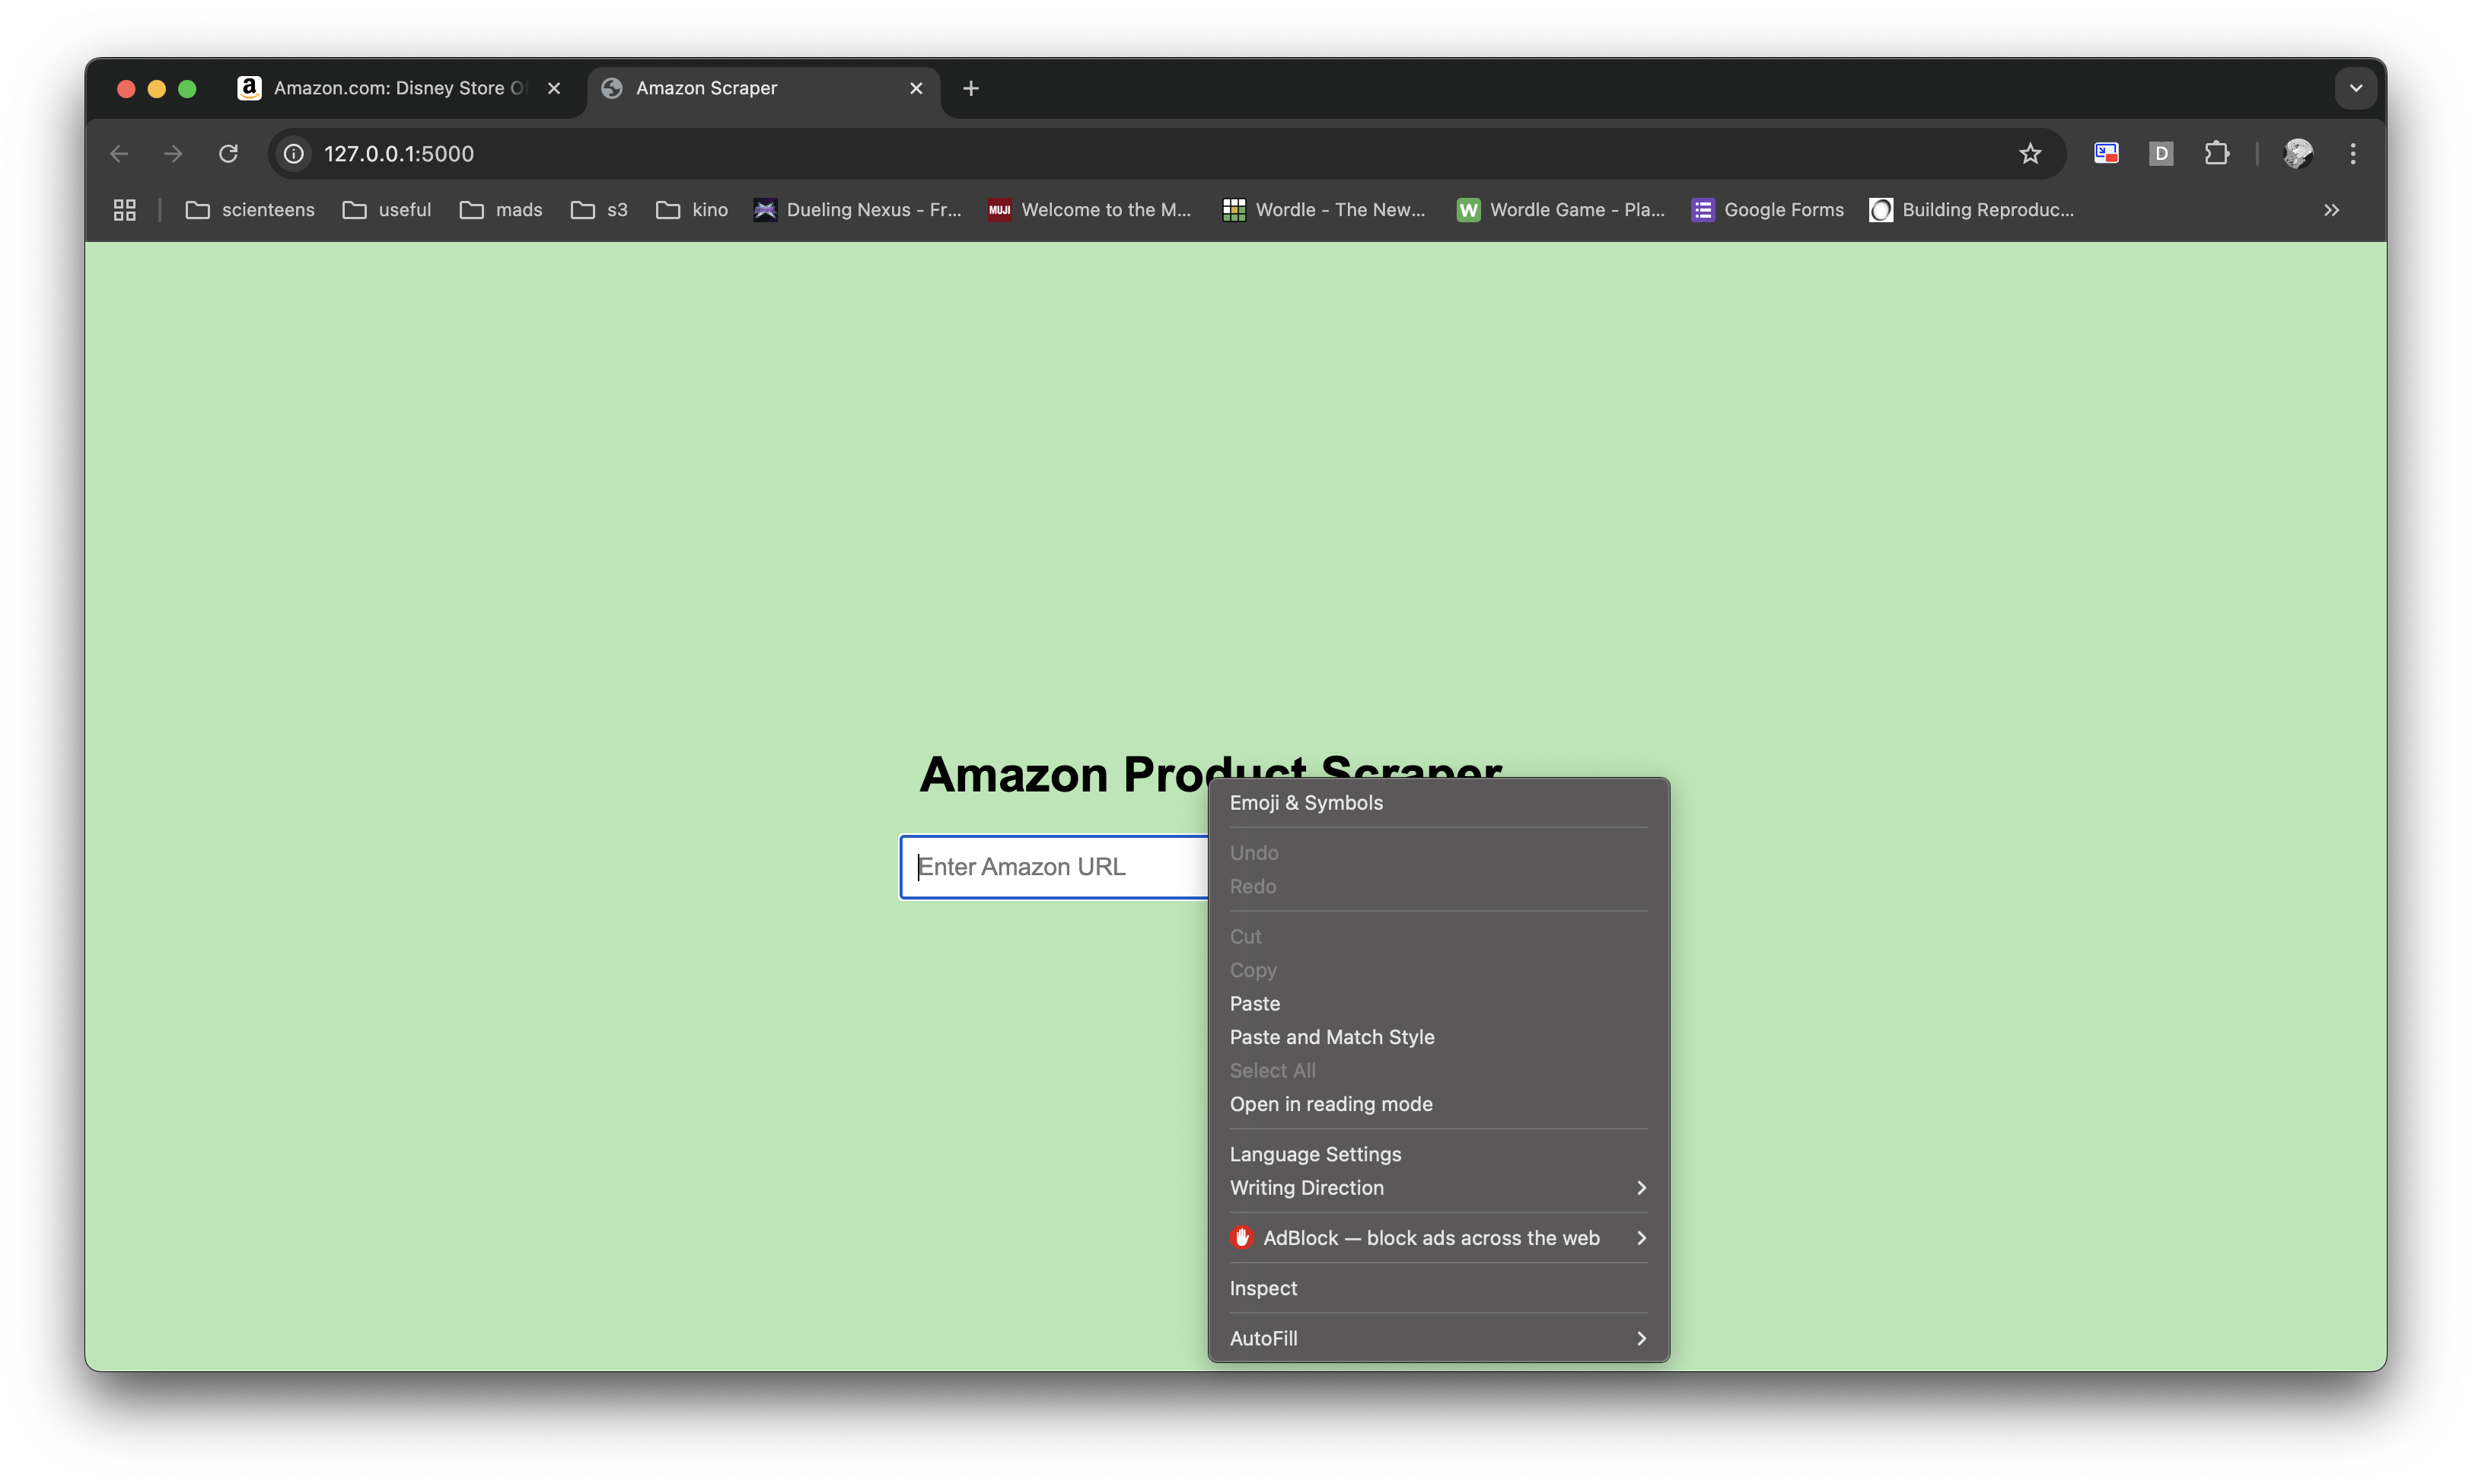 Amazon.com: Disney Store O
Amazon Scraper
127.0.0.1:5000
D
scienteens useful mads s3 kino Dueling Nexus - Fr... MUJI Welcome to the M... Wordle - The New... W Wordle Game - Pla... Google Forms Building Reproduc...
Amazon Product Scraper
Enter Amazon URL
Emoji & Symbols
Undo
Redo
Cut
Copy
Paste
Paste and Match Style
Select All
Open in reading mode
Language Settings
Writing Direction
AdBlock — block ads across the web
Inspect
AutoFill